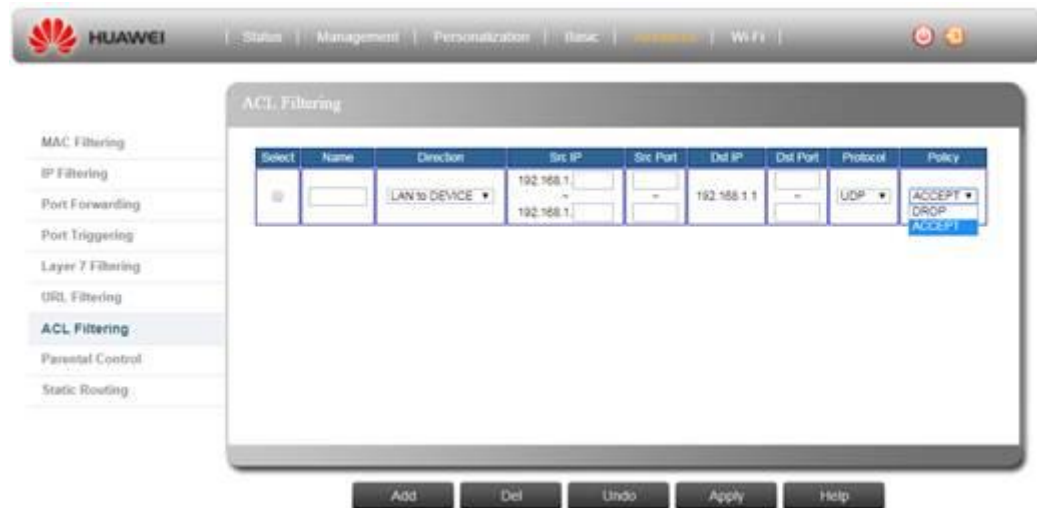 HUAWEI
Status | Management | Personalization | Basic | Advanced | Wi-Fi |
ACL Filtering
MAC Filtering
IP Filtering
Port Forwarding
Port Triggering
Layer 7 Filtering
URL Filtering
ACL Filtering
Parental Control
Static Routing
Select Name Direction Src IP Src Port Dst IP Dst Port Protocol Policy
192.168.1.
LAN to DEVICE ~ ~ 192.168.1.1 ~ UDP ACCEPT
192.168.1.
DROP
ACCEPT
Add Del Undo Apply Help